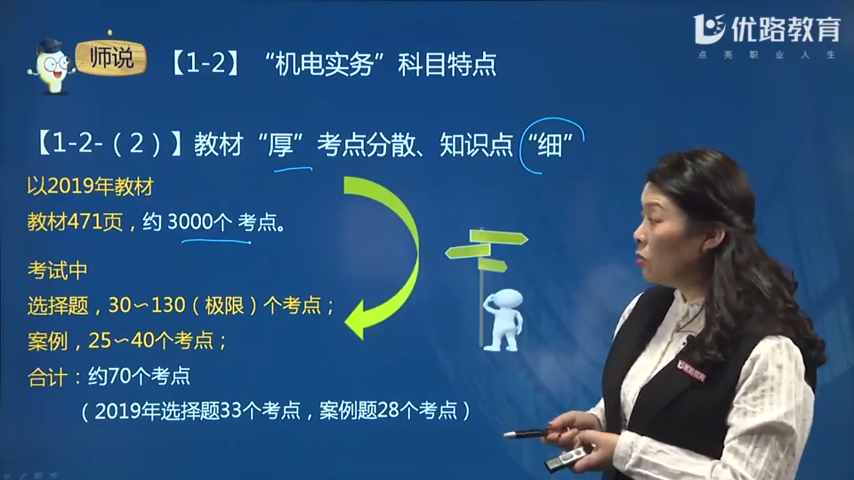 师说
【1-2】“机电实务”科目特点
优路教育
点亮职业人生
【1-2-（2）】教材“厚”考点分散、知识点“细”
以2019年教材
教材471页，约 3000个 考点。
考试中
选择题，30～130（极限）个考点；
案例，25～40个考点；
合计：约70个考点
（2019年选择题33个考点，案例题28个考点）
优路教育